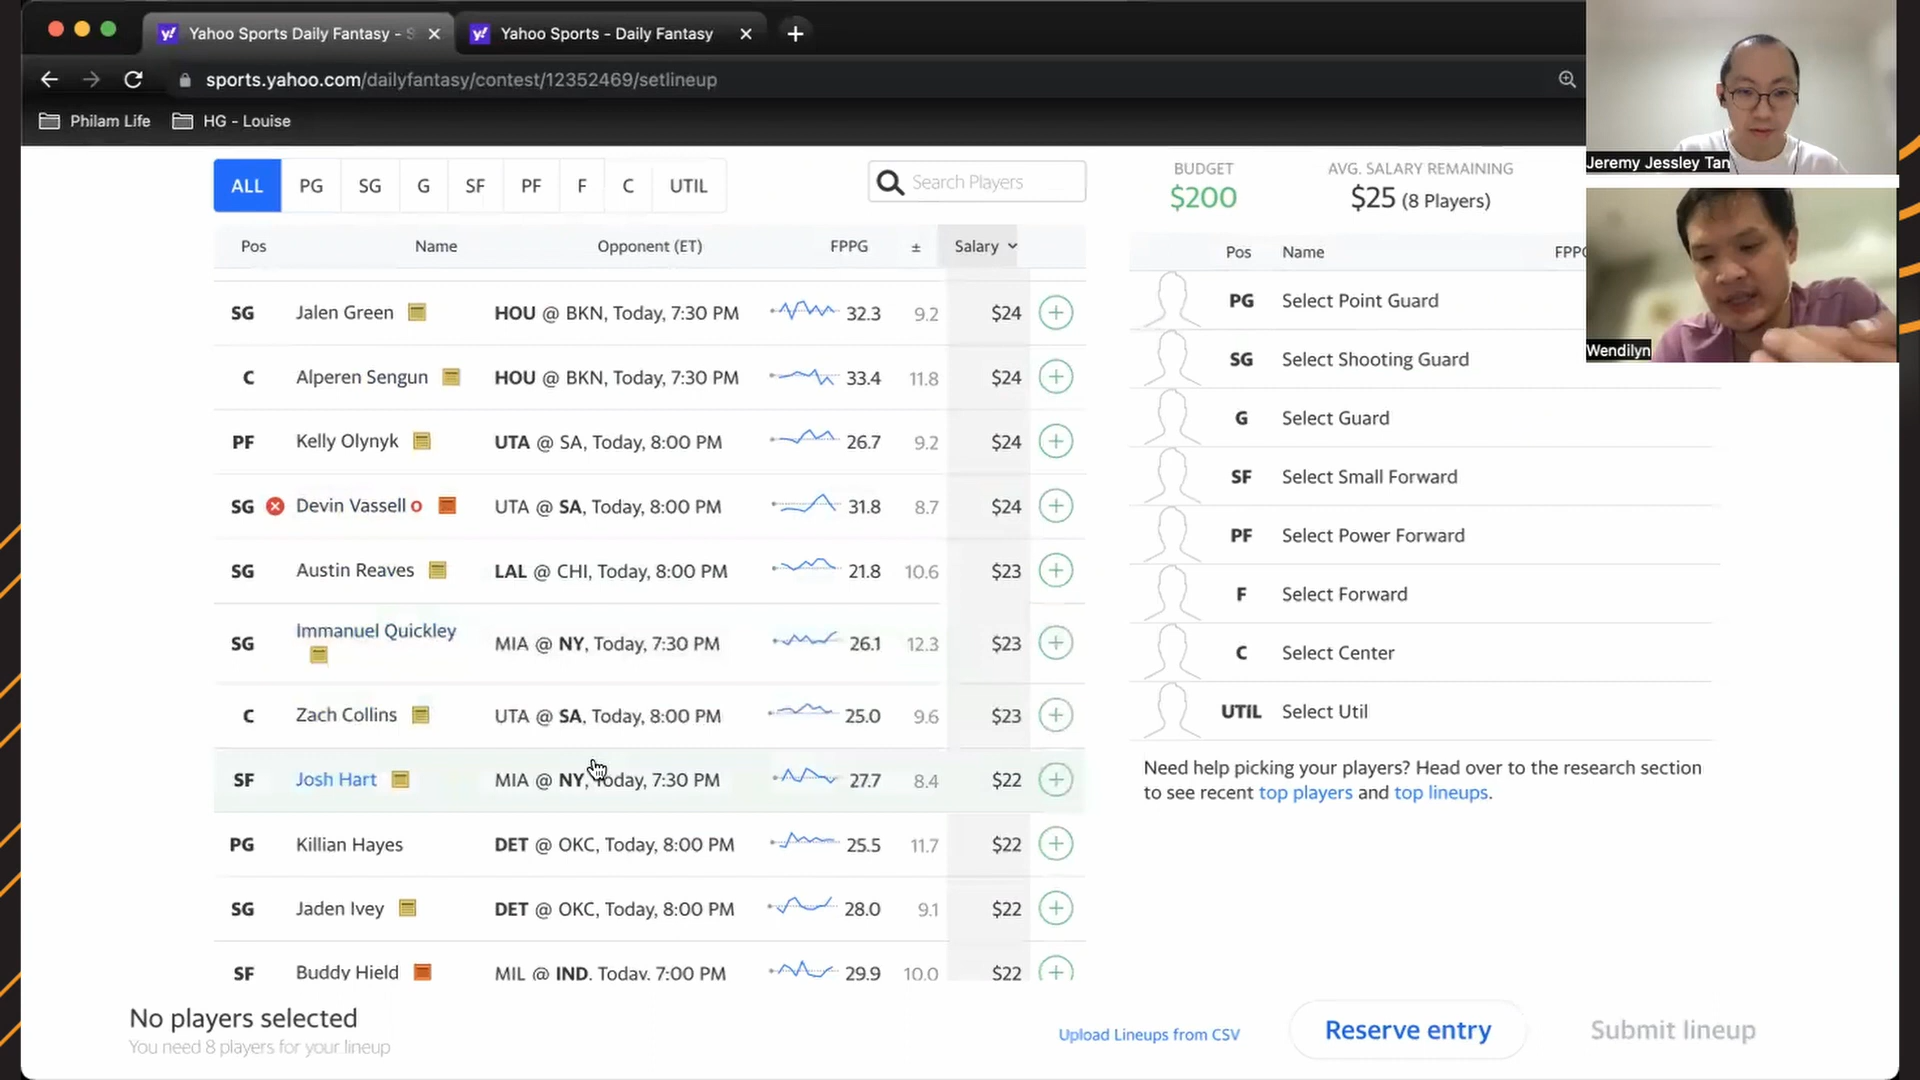 Yahoo Sports Daily Fantasy - S
Yahoo Sports - Daily Fantasy
sports.yahoo.com/dailyfantasy/contest/12352469/setlineup
Philam Life
HG - Louise
Jeremy Jessley Tan
Wendilyn
ALL PG SG G SF PF F C UTIL
Search Players
BUDGET
$200
AVG. SALARY REMAINING
$25 (8 Players)
Pos Name Opponent (ET) FPPG ± Salary
SG Jalen Green HOU @ BKN, Today, 7:30 PM 32.3 9.2 $24
C Alperen Sengun HOU @ BKN, Today, 7:30 PM 33.4 11.8 $24
PF Kelly Olynyk UTA @ SA, Today, 8:00 PM 26.7 9.2 $24
SG Devin Vassell O UTA @ SA, Today, 8:00 PM 31.8 8.7 $24
SG Austin Reaves LAL @ CHI, Today, 8:00 PM 21.8 10.6 $23
SG Immanuel Quickley MIA @ NY, Today, 7:30 PM 26.1 12.3 $23
C Zach Collins UTA @ SA, Today, 8:00 PM 25.0 9.6 $23
SF Josh Hart MIA @ NY, Today, 7:30 PM 27.7 8.4 $22
PG Killian Hayes DET @ OKC, Today, 8:00 PM 25.5 11.7 $22
SG Jaden Ivey DET @ OKC, Today, 8:00 PM 28.0 9.1 $22
SF Buddy Hield MIL @ IND, Today, 7:00 PM 29.9 10.0 $22
Pos Name FPPG
PG Select Point Guard
SG Select Shooting Guard
G Select Guard
SF Select Small Forward
PF Select Power Forward
F Select Forward
C Select Center
UTIL Select Util
Need help picking your players? Head over to the research section
to see recent top players and top lineups.
No players selected
You need 8 players for your lineup
Upload Lineups from CSV
Reserve entry
Submit lineup